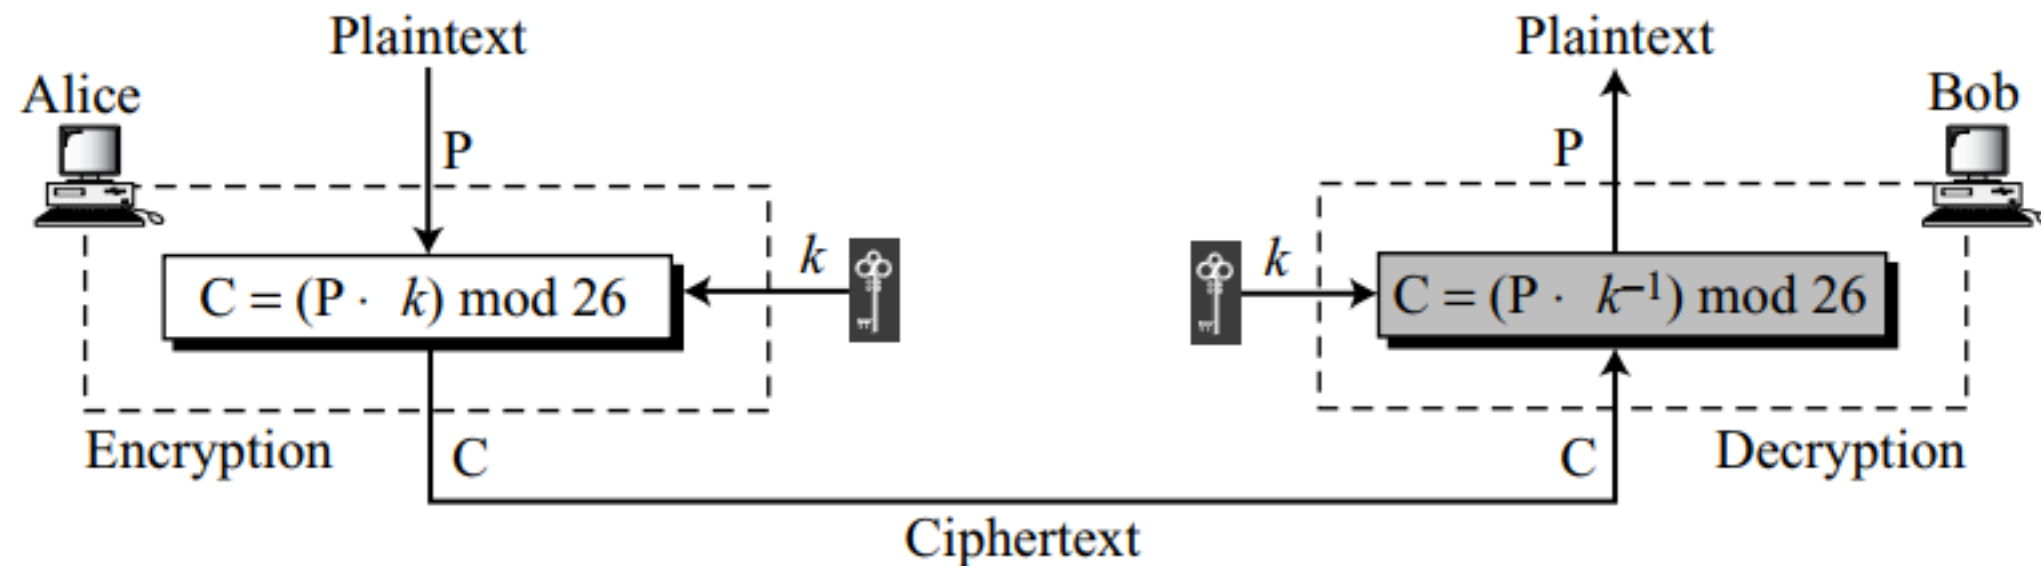 Plaintext
Plaintext
Alice
Bob
P
P
k
k
C = (P · k) mod 26
C = (P · k⁻¹) mod 26
Encryption
C
C
Decryption
Ciphertext